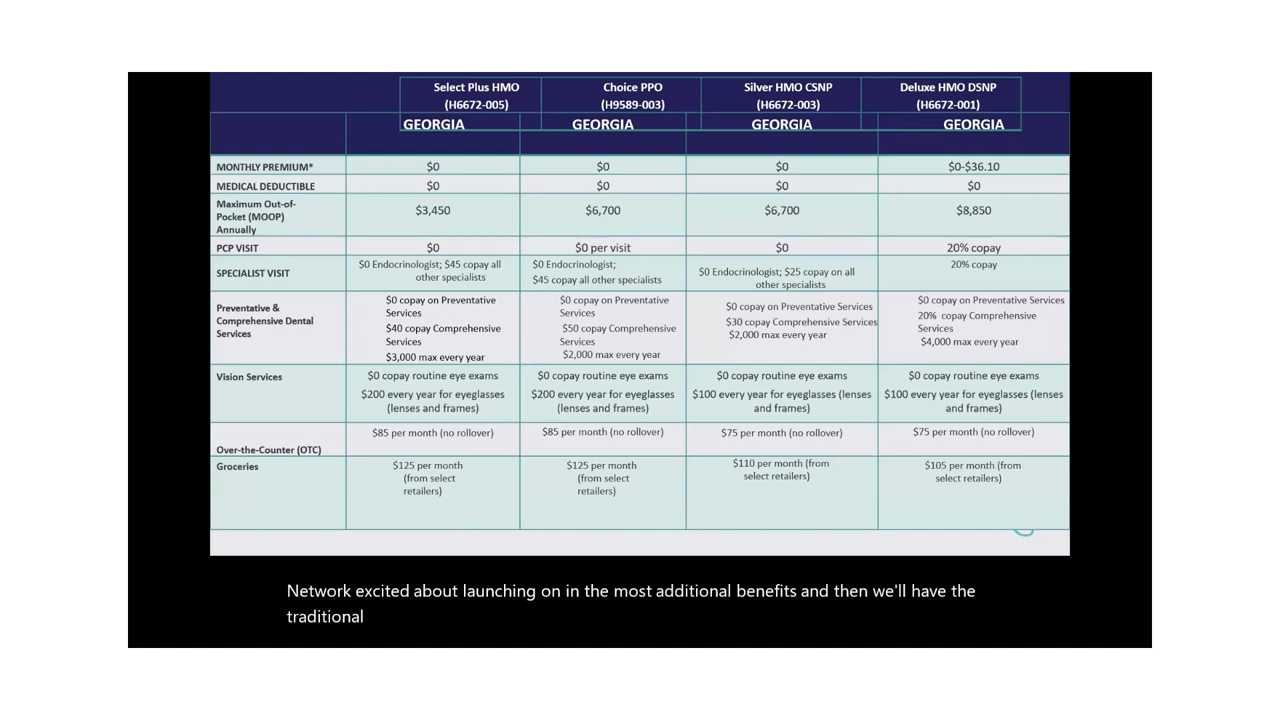 Select Plus HMO Choice PPO Silver HMO CSNP Deluxe HMO DSNP
(H6672-005) (H9589-003) (H6672-003) (H6672-001)
GEORGIA GEORGIA GEORGIA GEORGIA
MONTHLY PREMIUM* $0 $0 $0 $0-$36.10
MEDICAL DEDUCTIBLE $0 $0 $0 $0
Maximum Out-of-
Pocket (MOOP)
Annually
$3,450 $6,700 $6,700 $8,850
PCP VISIT $0 $0 per visit $0 20% copay
SPECIALIST VISIT
$0 Endocrinologist; $45 copay all
other specialists
$0 Endocrinologist;
$45 copay all other specialists
$0 Endocrinologist; $25 copay on all
other specialists
20% copay
Preventative &
Comprehensive Dental
Services
$0 copay on Preventative
Services
$40 copay Comprehensive
Services
$3,000 max every year
$0 copay on Preventative
Services
$50 copay Comprehensive
Services
$2,000 max every year
$0 copay on Preventative Services
$30 copay Comprehensive Services
$2,000 max every year
$0 copay on Preventative Services
20% copay Comprehensive
Services
$4,000 max every year
Vision Services
$0 copay routine eye exams
$200 every year for eyeglasses
(lenses and frames)
$0 copay routine eye exams
$200 every year for eyeglasses
(lenses and frames)
$0 copay routine eye exams
$100 every year for eyeglasses (lenses
and frames)
$0 copay routine eye exams
$100 every year for eyeglasses (lenses
and frames)
Over-the-Counter (OTC)
$85 per month (no rollover)
$85 per month (no rollover)
$75 per month (no rollover)
$75 per month (no rollover)
Groceries
$125 per month
(from select
retailers)
$125 per month
(from select
retailers)
$110 per month (from
select retailers)
$105 per month (from
select retailers)
Network excited about launching on in the most additional benefits and then we'll have the
traditional